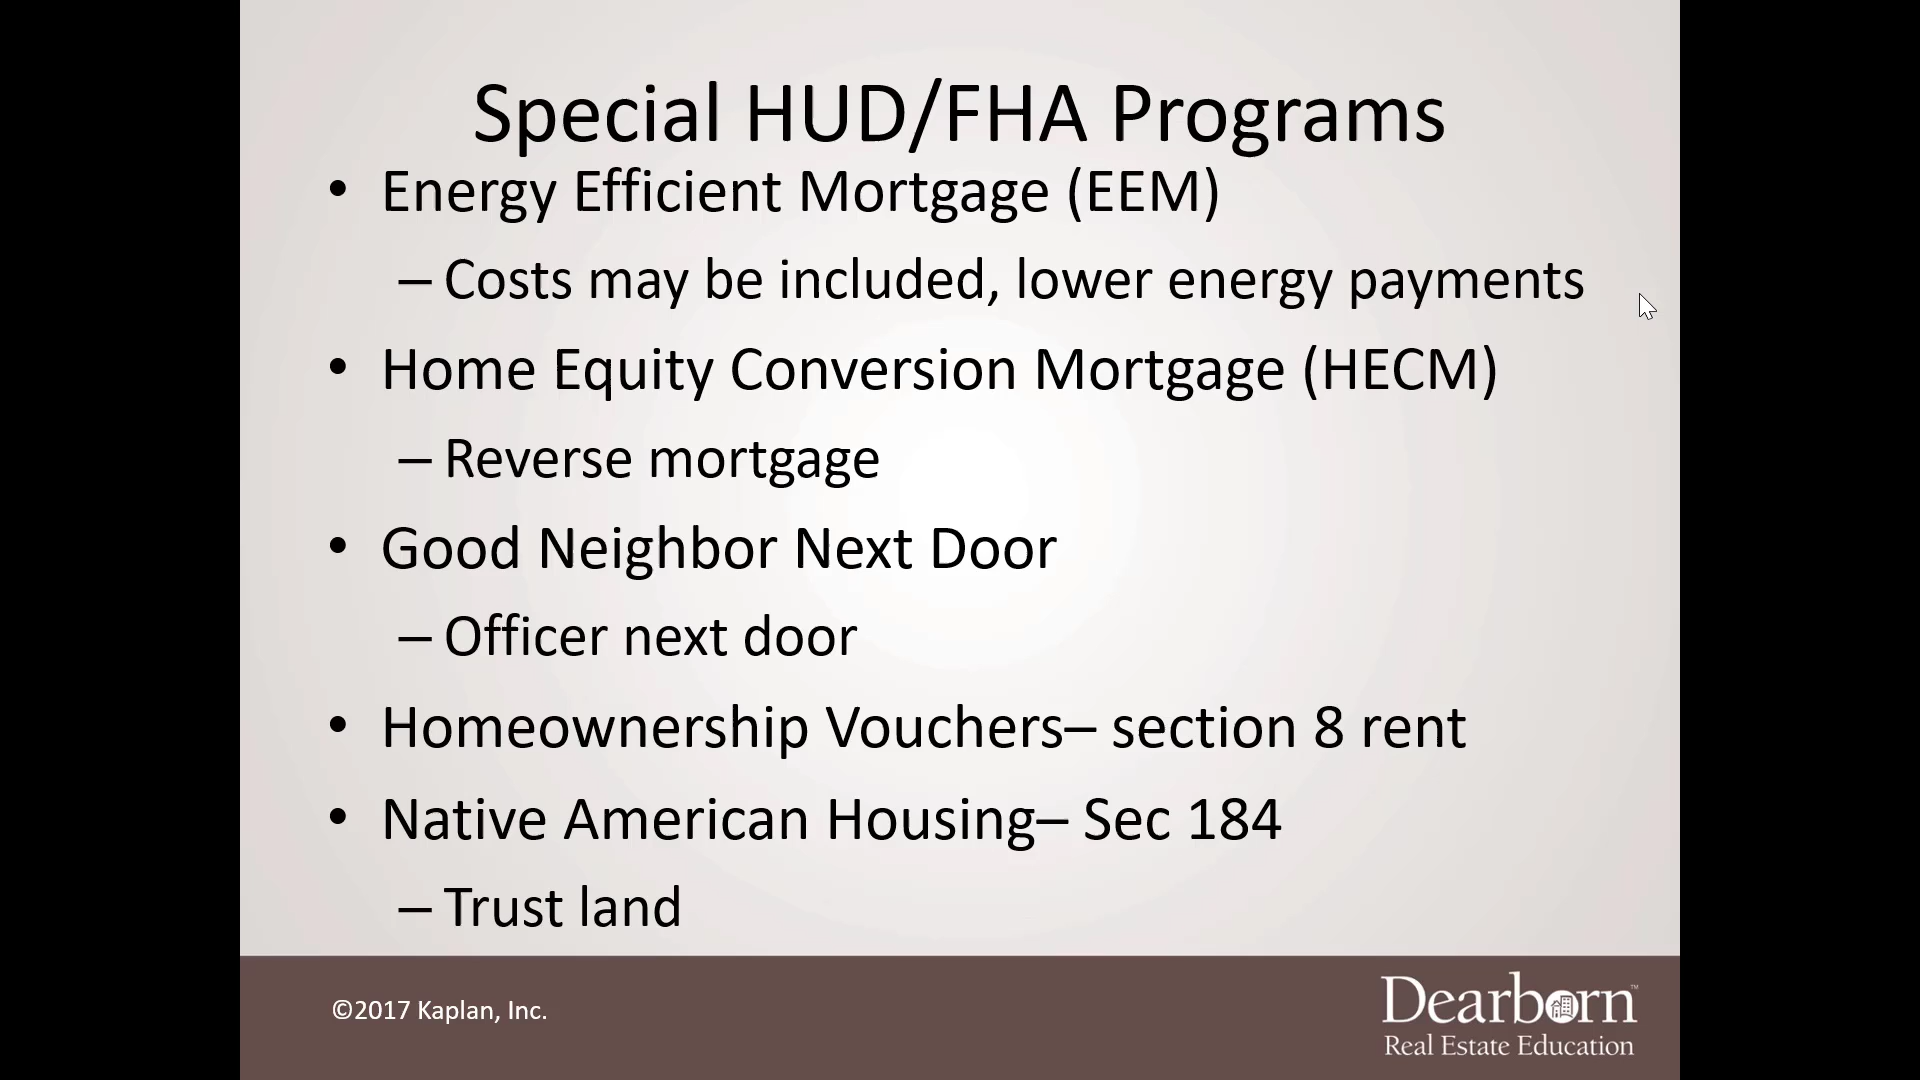 Special HUD/FHA Programs
• Energy Efficient Mortgage (EEM)
– Costs may be included, lower energy payments
• Home Equity Conversion Mortgage (HECM)
– Reverse mortgage
• Good Neighbor Next Door
– Officer next door
• Homeownership Vouchers– section 8 rent
• Native American Housing– Sec 184
– Trust land
©2017 Kaplan, Inc.
Dearborn™
Real Estate Education